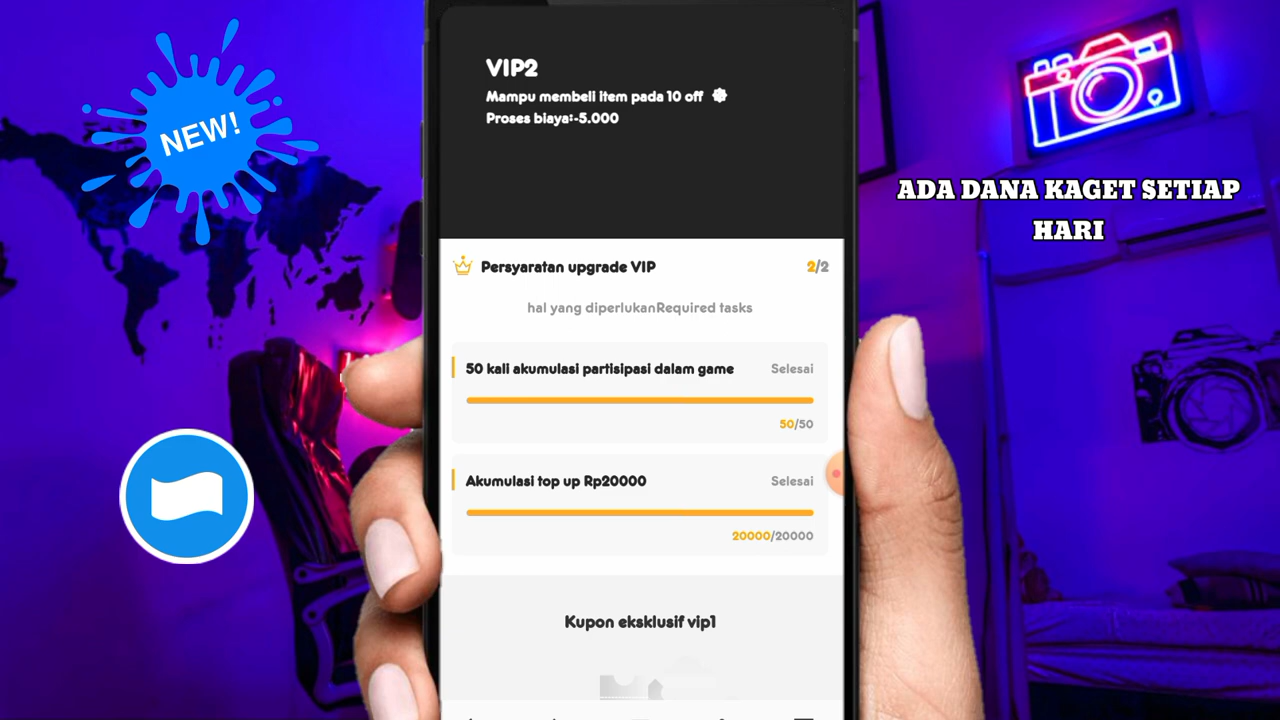 NEW!
VIP2
Mampu membeli item pada 10 off
Proses biaya:-5.000
ADA DANA KAGET SETIAP
HARI
Persyaratan upgrade VIP 2/2
hal yang diperlukanRequired tasks
50 kali akumulasi partisipasi dalam game Selesai
50/50
Akumulasi top up Rp20000 Selesai
20000/20000
Kupon eksklusif vip1